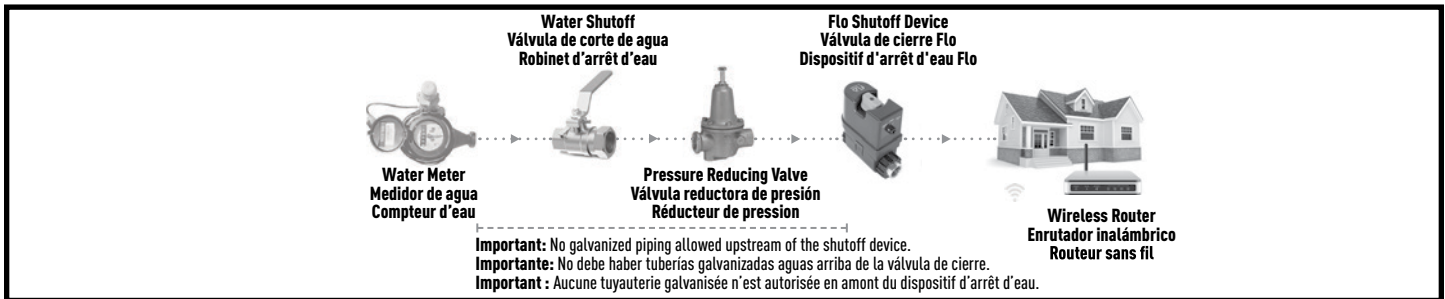 Water Shutoff
Válvula de corte de agua
Robinet d'arrêt d'eau
Flo Shutoff Device
Válvula de cierre Flo
Dispositif d'arrêt d'eau Flo
Water Meter
Medidor de agua
Compteur d'eau
Pressure Reducing Valve
Válvula reductora de presión
Réducteur de pression
Wireless Router
Enrutador inalámbrico
Routeur sans fil
Important: No galvanized piping allowed upstream of the shutoff device.
Importante: No debe haber tuberías galvanizadas aguas arriba de la válvula de cierre.
Important : Aucune tuyauterie galvanisée n'est autorisée en amont du dispositif d'arrêt d'eau.